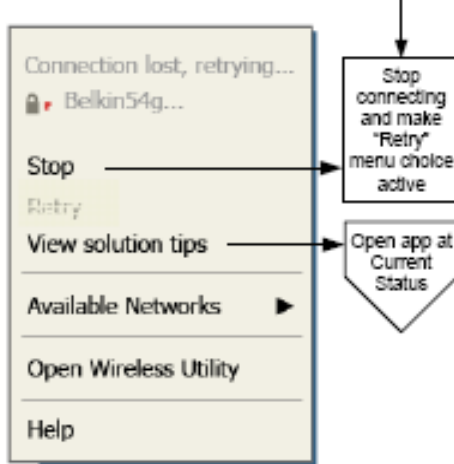 Connection lost, retrying...
Belkin54g...
Stop
Retry
View solution tips
Available Networks
Open Wireless Utility
Help
Stop
connecting
and make
"Retry"
menu choice
active
Open app at
Current
Status